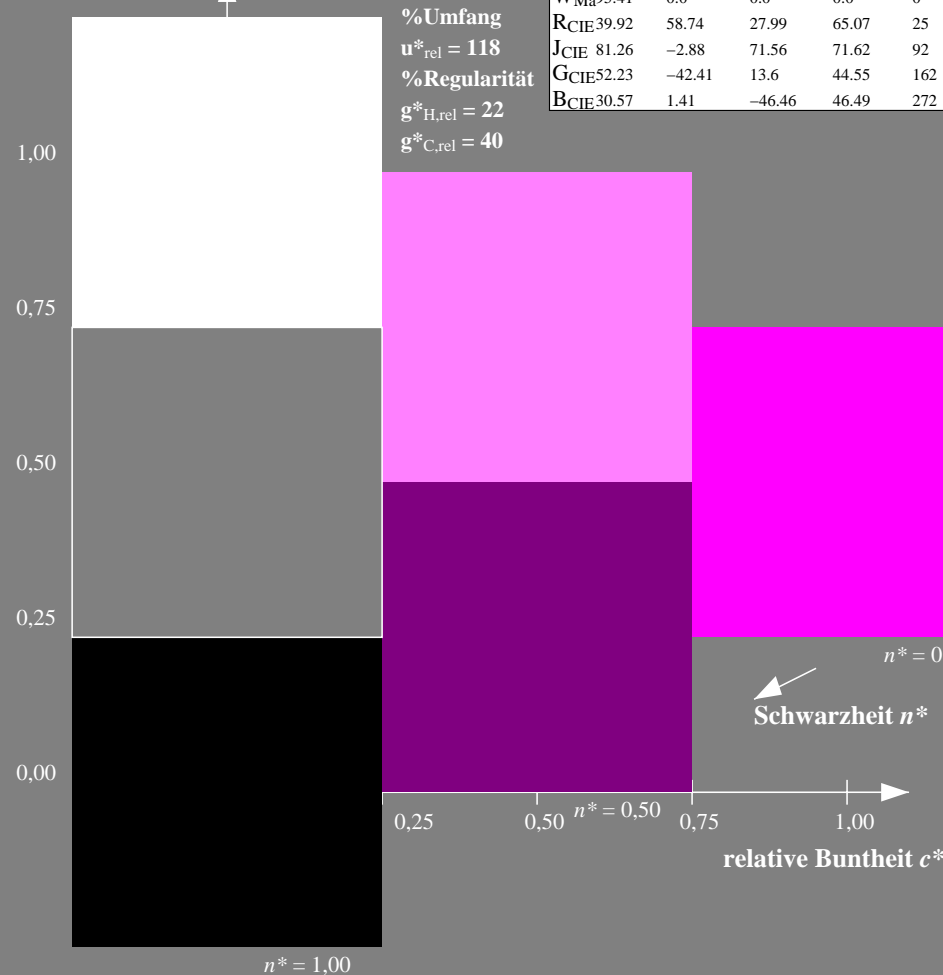 %Umfang
u*rel = 118
%Regularität
g*H,rel = 22
g*C,rel = 40
RCIE 39.92 58.74 27.99 65.07 25
JCIE 81.26 −2.88 71.56 71.62 92
GCIE 52.23 −42.41 13.6 44.55 162
BCIE 30.57 1.41 −46.46 46.49 272
1,00
0,75
0,50
0,25
0,00
n* = 0
Schwarzheit n*
n* = 0,50
0,25 0,50 0,75 1,00
relative Buntheit c*
n* = 1,00